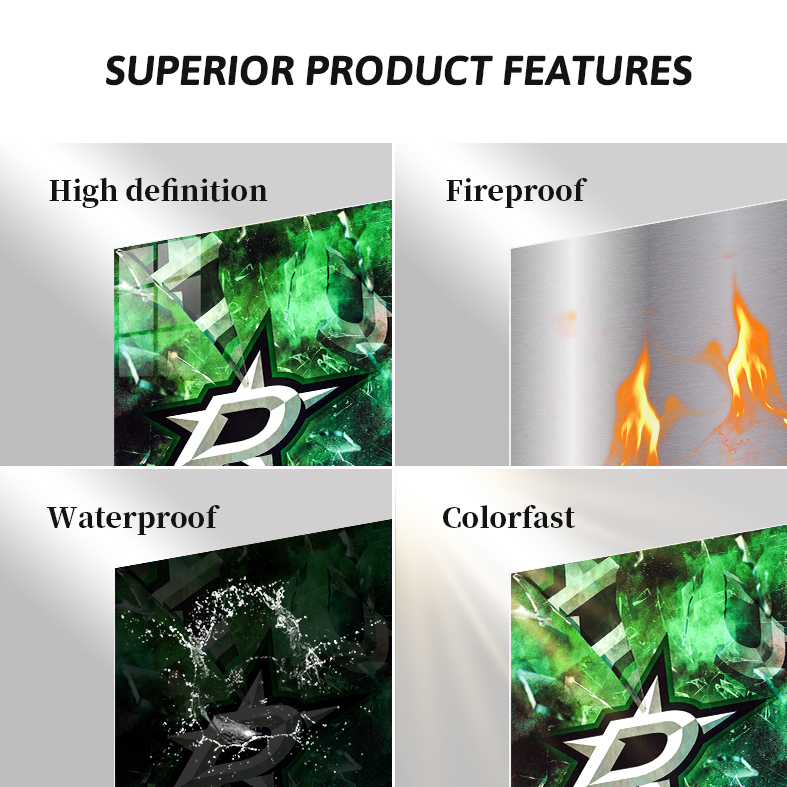 SUPERIOR PRODUCT FEATURES
High definition
Fireproof
D
Waterproof
Colorfast
D
D